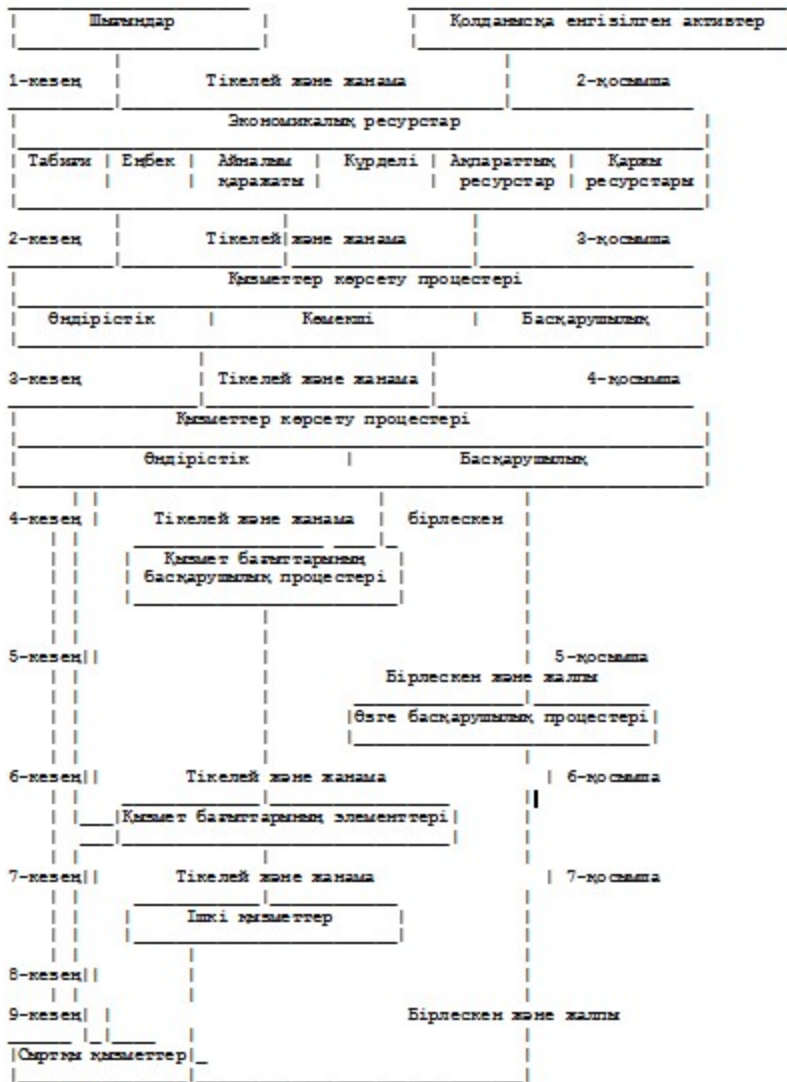 Шығындар Қолданысқа енгізілген активтер
1-кезең Тікелей және жанама 2-қосымша
Экономикалық ресурстар
Табиғи Еңбек Айналым Күрделі Ақпараттық Қаржы
қаражаты ресурстар ресурстары
2-кезең Тікелей және жанама 3-қосымша
Қызметтер көрсету процестері
Өндірістік Көмекші Басқарушылық
3-кезең Тікелей және жанама 4-қосымша
Қызметтер көрсету процестері
Өндірістік Басқарушылық
4-кезең Тікелей және жанама бірлескен
Қызмет бағыттарының
басқарушылық процестері
5-кезең 5-қосымша
Бірлескен және жалпы
Өзге басқарушылық процестері
6-кезең Тікелей және жанама 6-қосымша
Қызмет бағыттарының элементтері
7-кезең Тікелей және жанама 7-қосымша
Ішкі қызметтер
8-кезең
9-кезең Бірлескен және жалпы
Сыртқы қызметтер